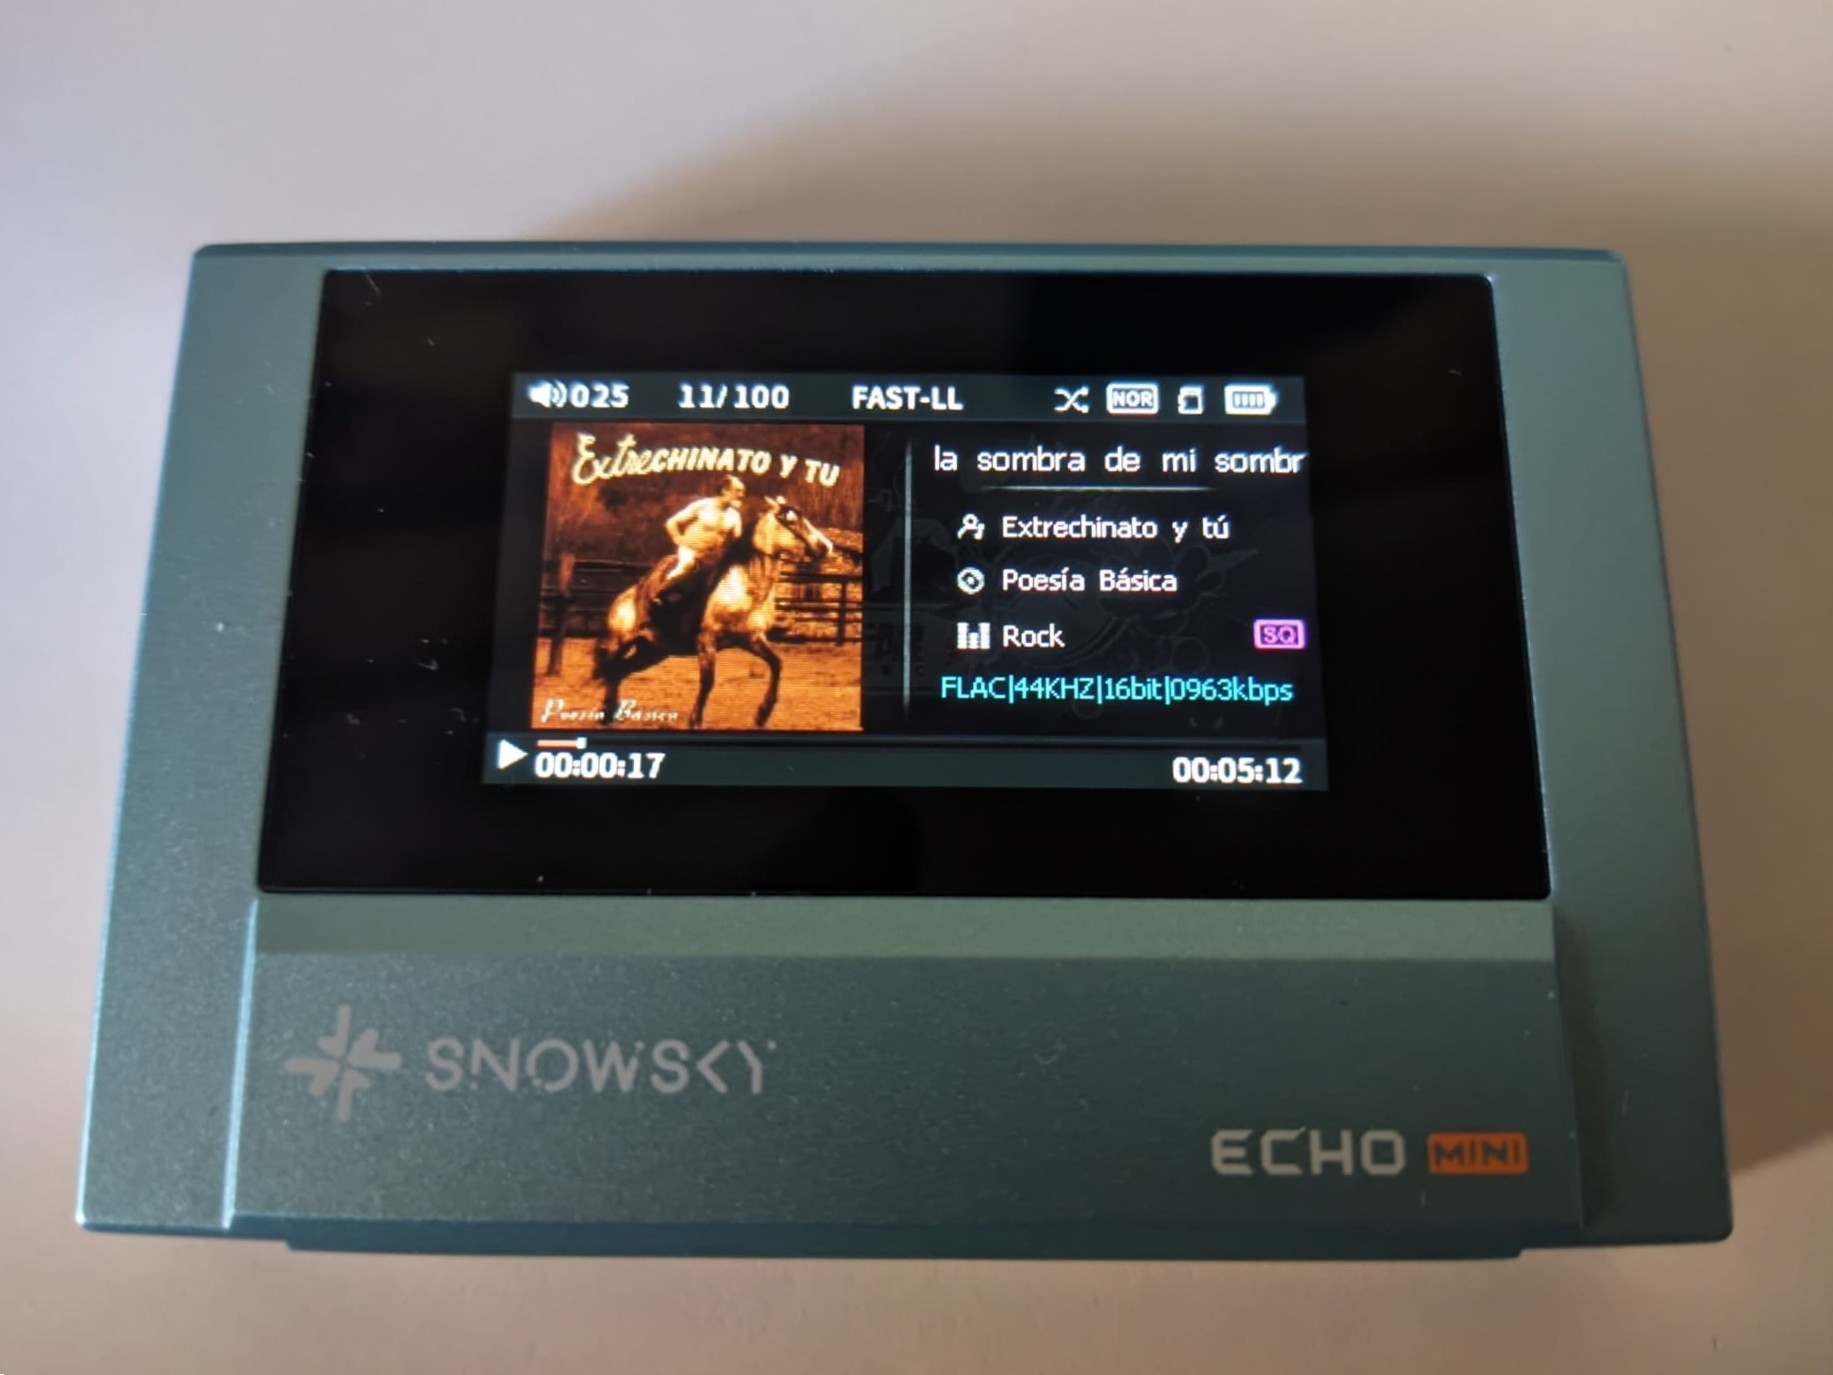 025 11/100 FAST-LL NOR
ExtreCHINATO Y TU
Poesía Básica
la sombra de mi sombr
Extrechinato y tú
Poesía Básica
Rock SQ
FLAC|44KHZ|16bit|0963kbps
00:00:17 00:05:12
SNOWSKY
ECHO MINI